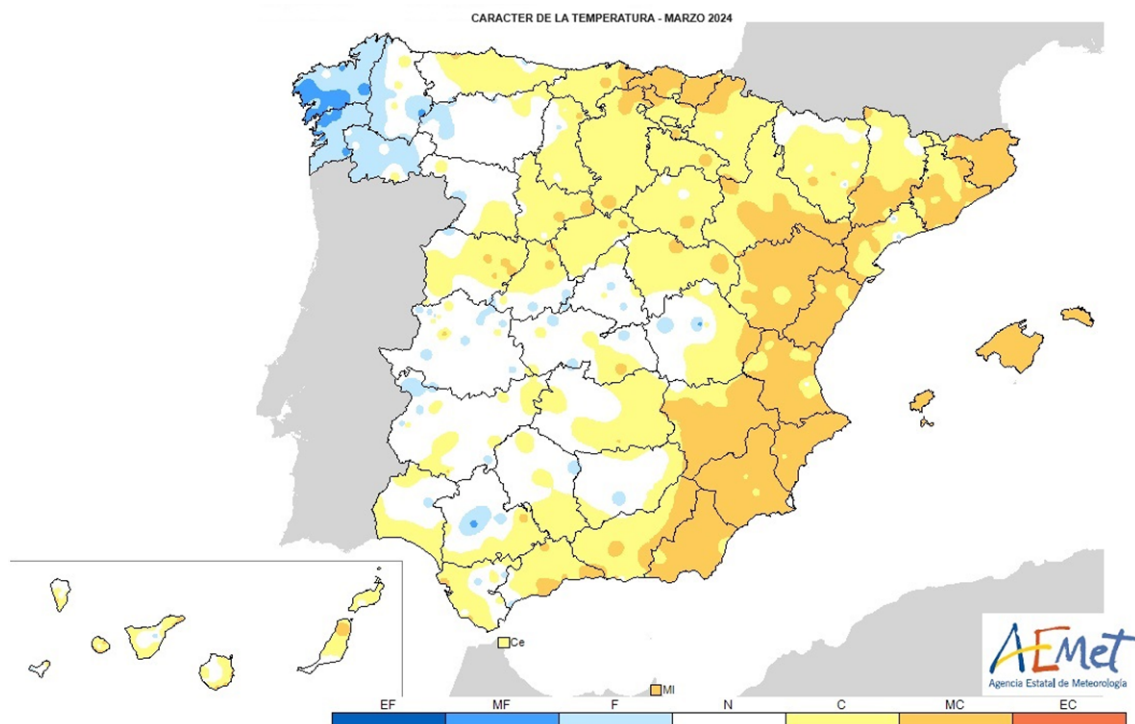 CARACTER DE LA TEMPERATURA - MARZO 2024
Ce
Ml
AEMet
Agencia Estatal de Meteorología
EF MF F N C MC EC